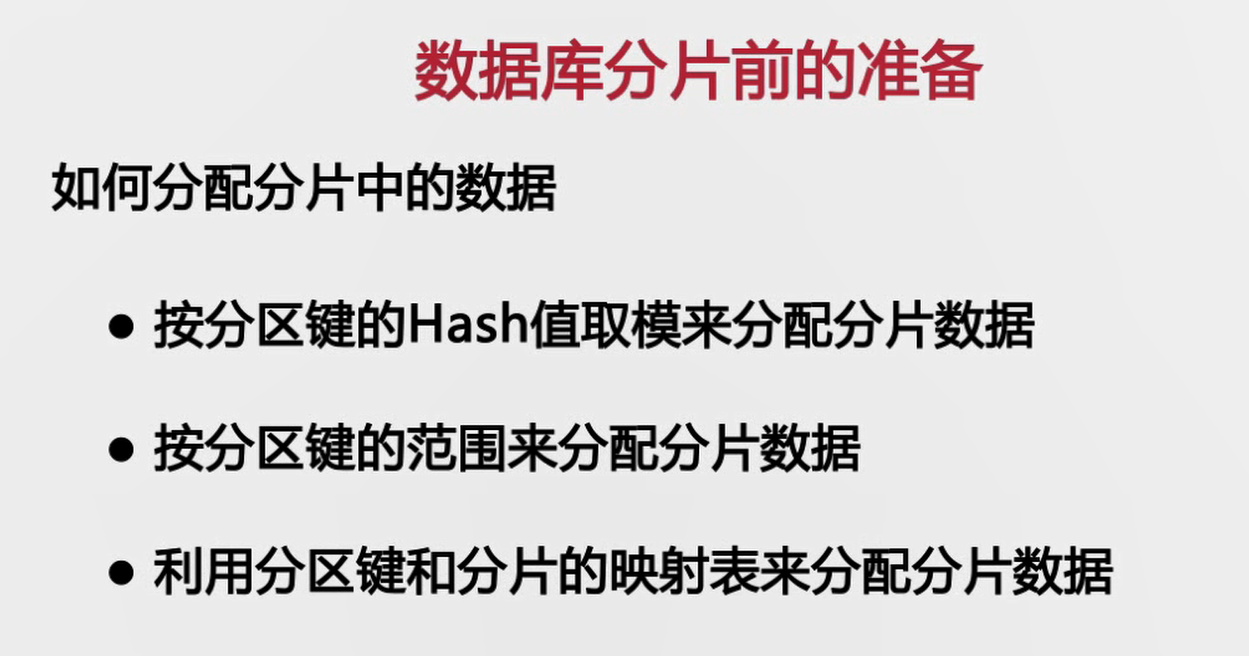 数据库分片前的准备
如何分配分片中的数据
● 按分区键的Hash值取模来分配分片数据
● 按分区键的范围来分配分片数据
● 利用分区键和分片的映射表来分配分片数据